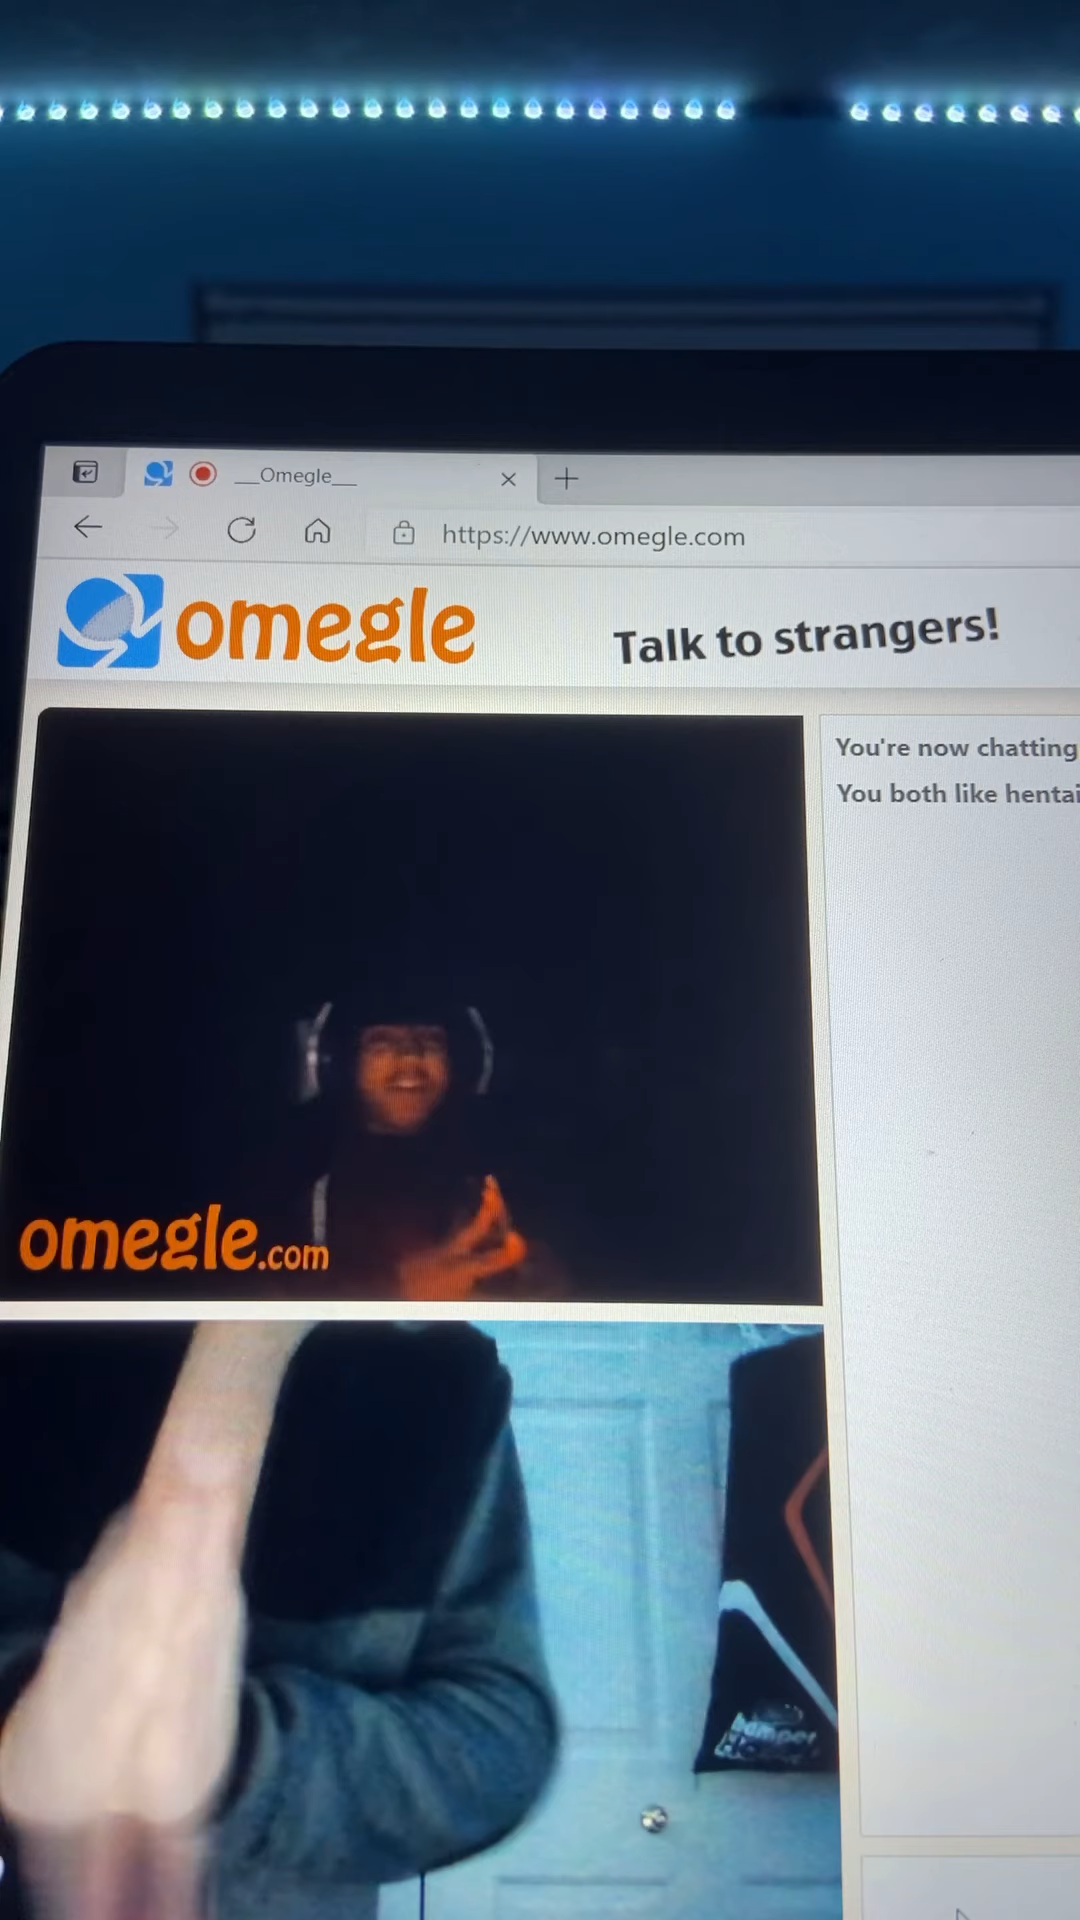 __Omegle__
https://www.omegle.com
omegle
Talk to strangers!
You're now chatting
You both like hentai
omegle.com
hamper